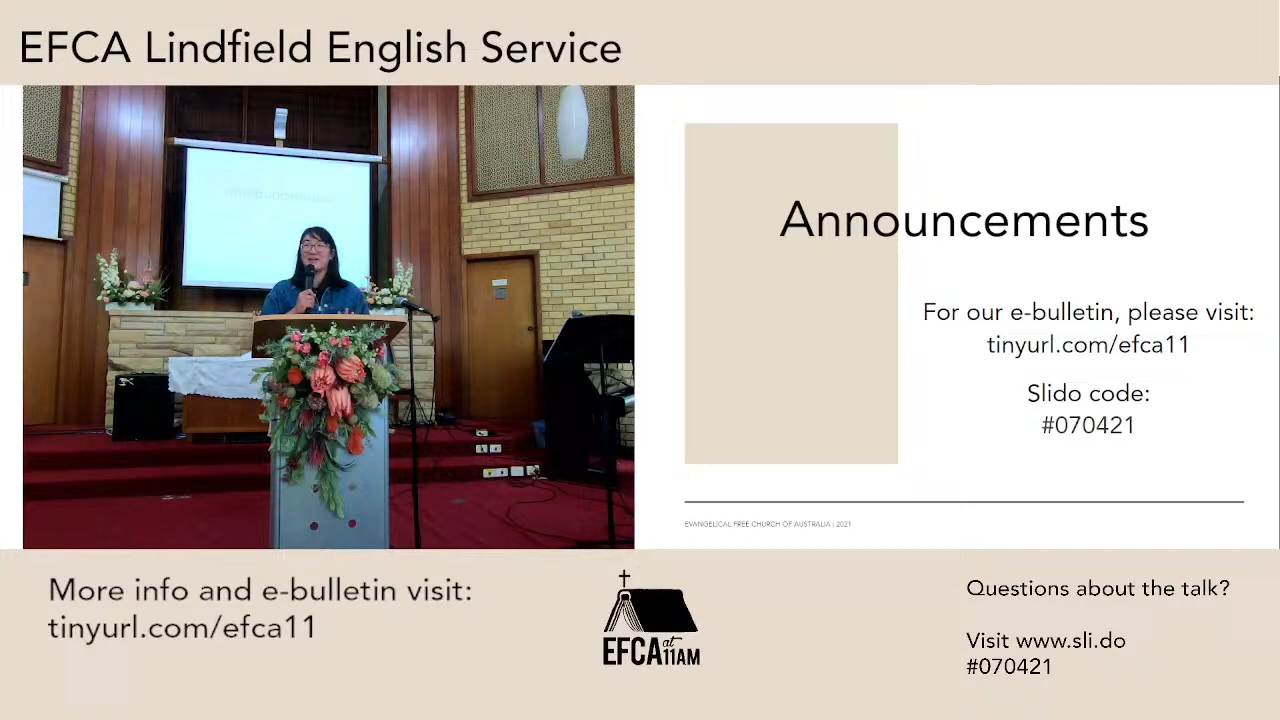 EFCA Lindfield English Service
Announcements
Announcements
For our e-bulletin, please visit:
tinyurl.com/efca11
Slido code:
#070421
EVANGELICAL FREE CHURCH OF AUSTRALIA | 2021
More info and e-bulletin visit:
tinyurl.com/efca11
EFCA at 11AM
Questions about the talk?
Visit www.sli.do
#070421